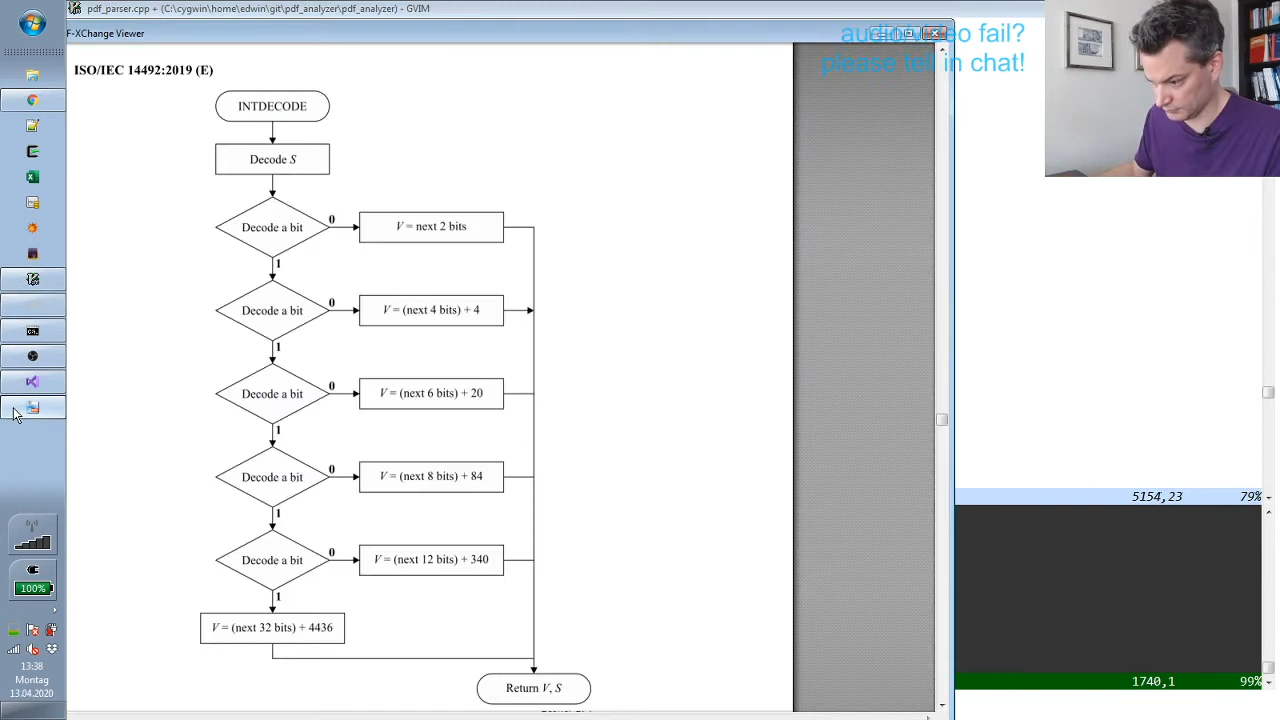 pdf_parser.cpp + (C:\cygwin\home\edwin\git\pdf_analyzer\pdf_analyzer) - GVIM
F-XChange Viewer
audio/video fail?
please tell in chat!
ISO/IEC 14492:2019 (E)
INTDECODE
Decode S
Decode a bit
0
V = next 2 bits
1
Decode a bit
0
V = (next 4 bits) + 4
1
Decode a bit
0
V = (next 6 bits) + 20
1
Decode a bit
0
V = (next 8 bits) + 84
1
Decode a bit
0
V = (next 12 bits) + 340
1
V = (next 32 bits) + 4436
Return V, S
5154,23 79%
1740,1 99%
100%
13:38
Montag
13.04.2020